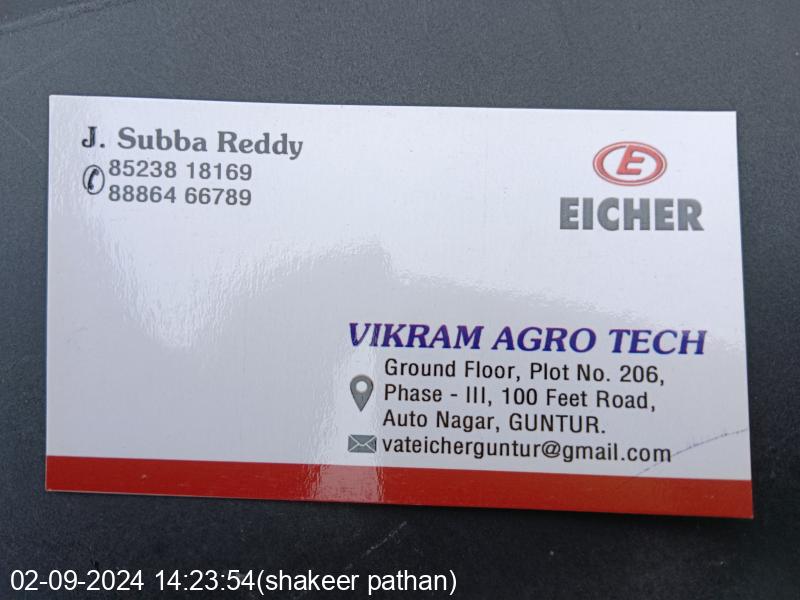 J. Subba Reddy
85238 18169
88864 66789
E
EICHER
VIKRAM AGRO TECH
Ground Floor, Plot No. 206,
Phase - III, 100 Feet Road,
Auto Nagar, GUNTUR.
vateicherguntur@gmail.com
02-09-2024 14:23:54(shakeer pathan)